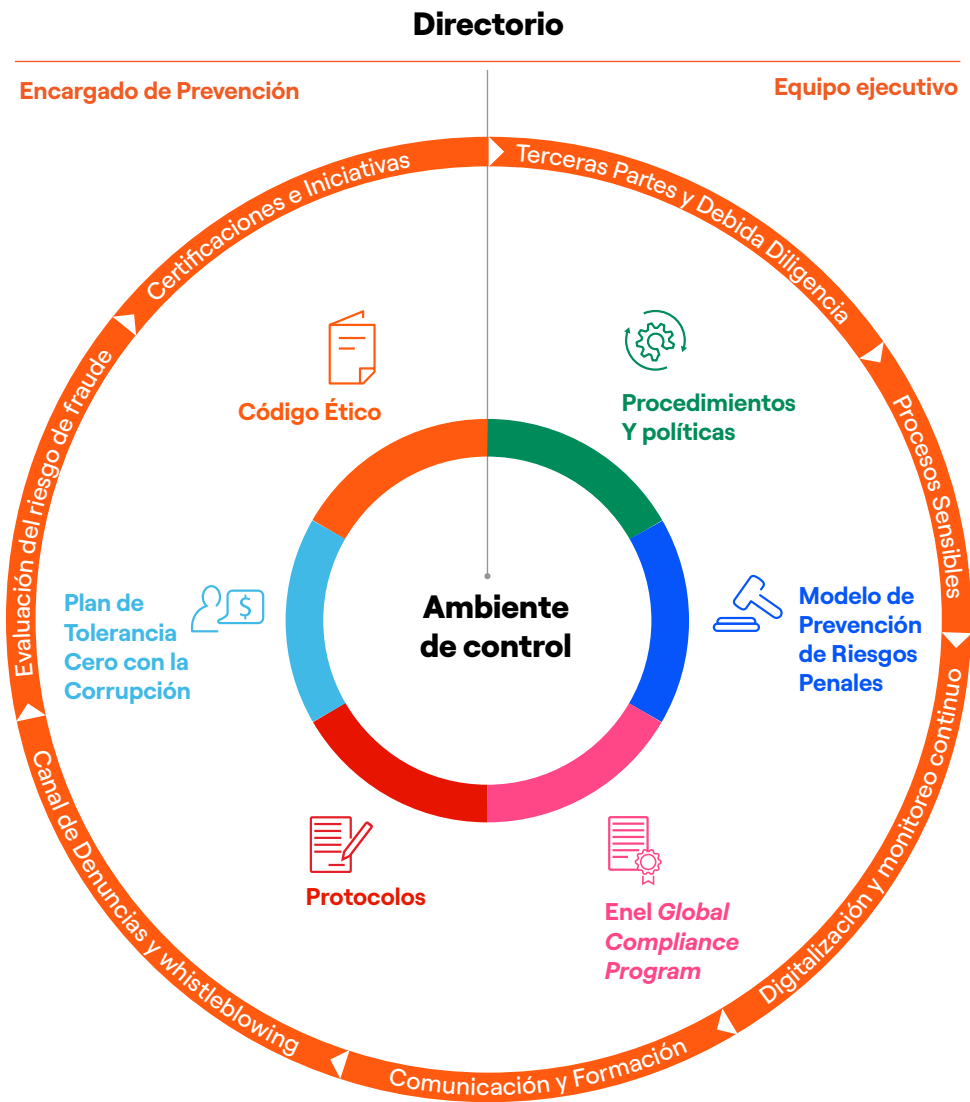 Directorio
Encargado de Prevención
Equipo ejecutivo
Certificaciones e Iniciativas
Terceras Partes y Debida Diligencia
Procesos Sensibles
Digitalización y monitoreo continuo
Comunicación y Formación
Canal de Denuncias y whistleblowing
Evaluación del riesgo de fraude
Código Ético
Procedimientos
Y políticas
Plan de
Tolerancia
Cero con la
Corrupción
$
Ambiente
de control
Modelo de
Prevención
de Riesgos
Penales
Protocolos
Enel Global
Compliance
Program